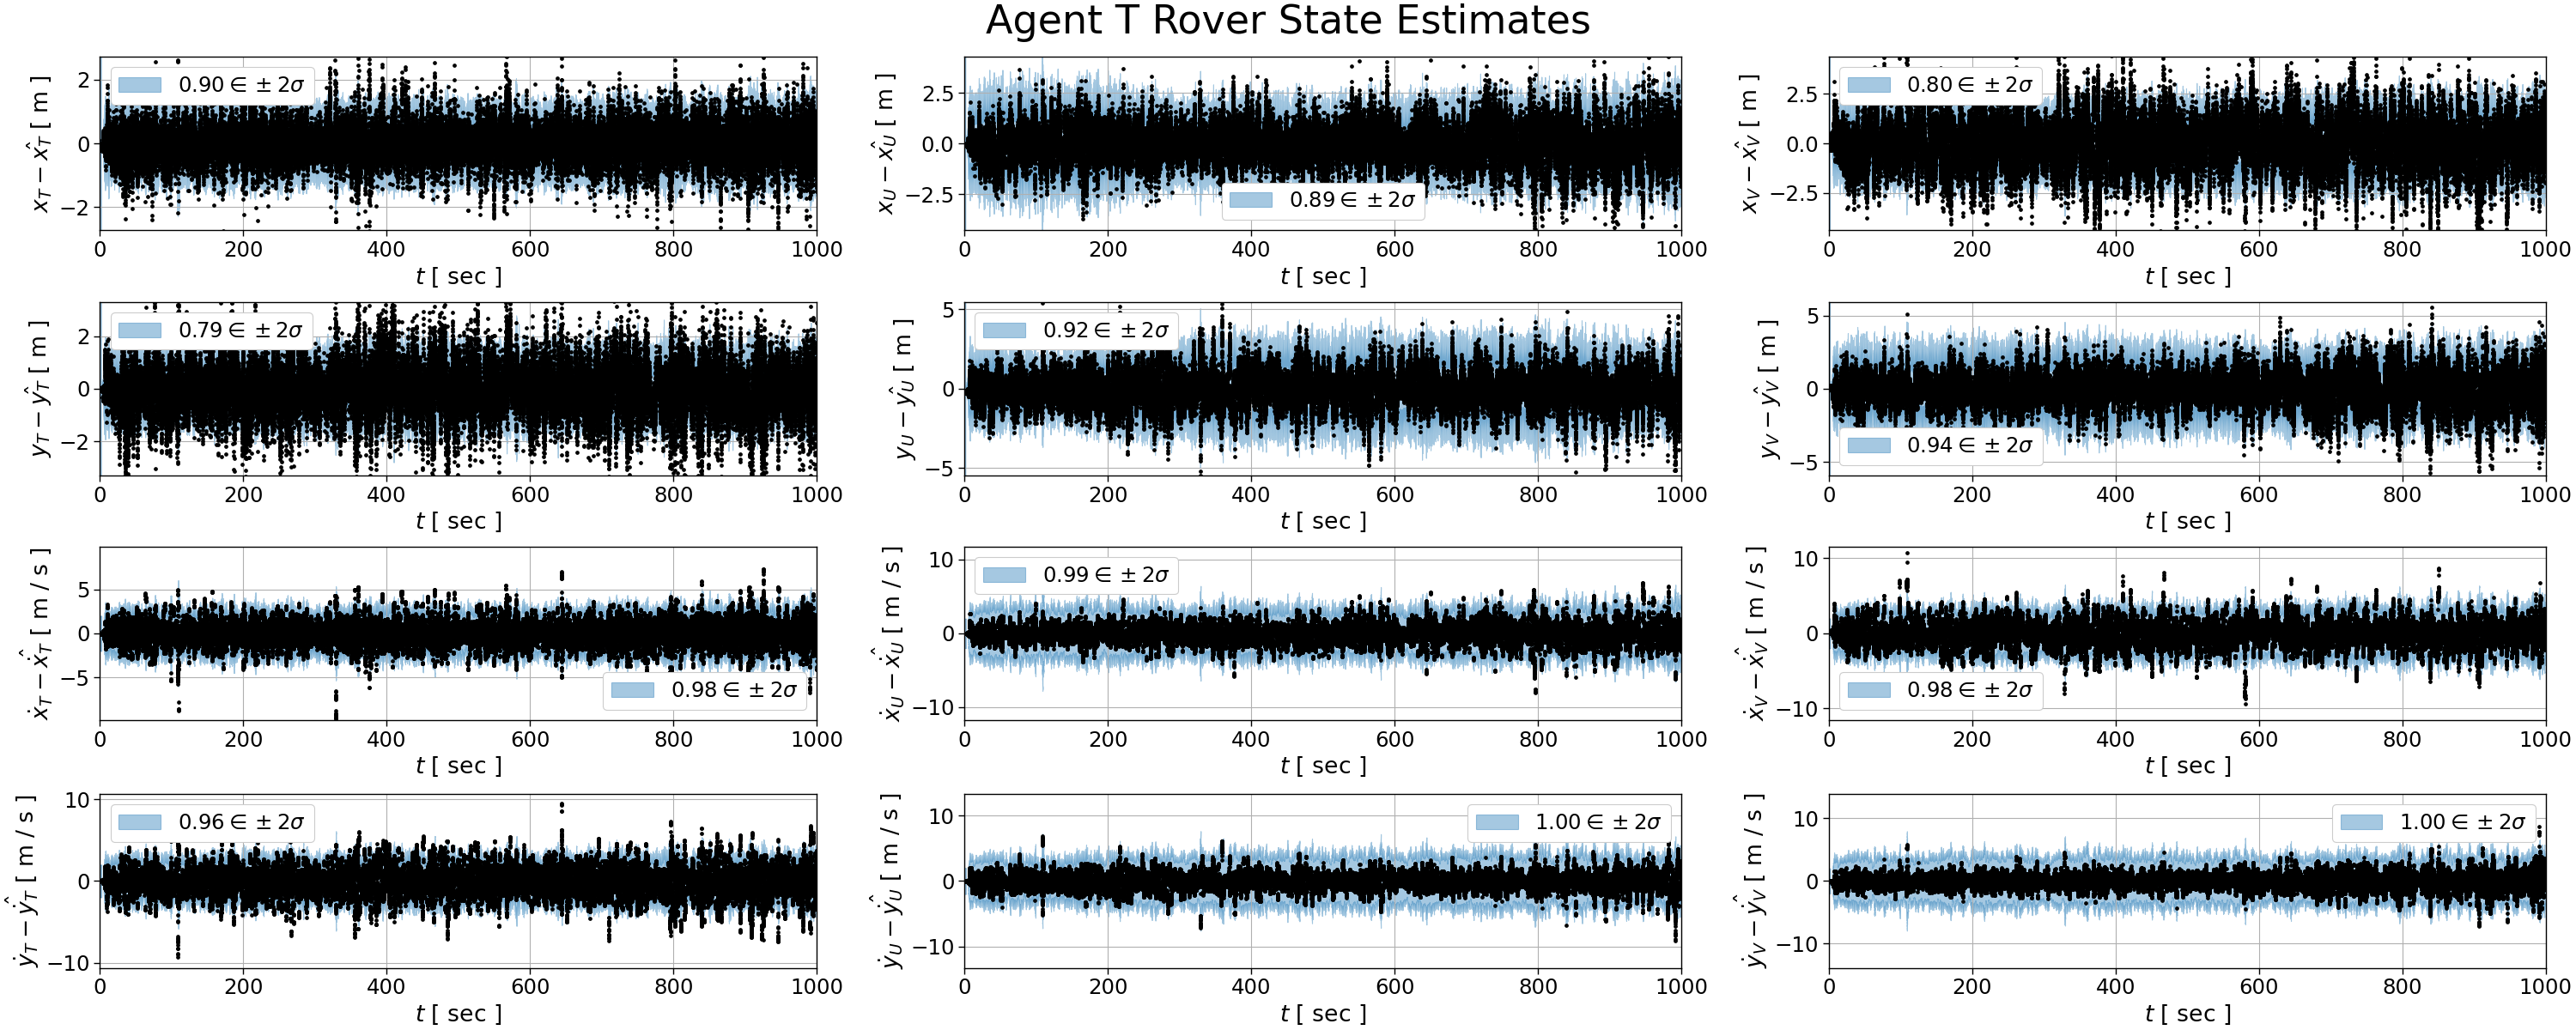 Agent T Rover State Estimates
x_T − x̂_T [ m ]
2
0
−2
0.90 ∈ ±2σ
0 200 400 600 800 1000
t [ sec ]
x_U − x̂_U [ m ]
2.5
0.0
−2.5
0.89 ∈ ±2σ
0 200 400 600 800 1000
t [ sec ]
x_V − x̂_V [ m ]
2.5
0.0
−2.5
0.80 ∈ ±2σ
0 200 400 600 800 1000
t [ sec ]
y_T − ŷ_T [ m ]
2
0
−2
0.79 ∈ ±2σ
0 200 400 600 800 1000
t [ sec ]
y_U − ŷ_U [ m ]
5
0
−5
0.92 ∈ ±2σ
0 200 400 600 800 1000
t [ sec ]
y_V − ŷ_V [ m ]
5
0
−5
0.94 ∈ ±2σ
0 200 400 600 800 1000
t [ sec ]
ẋ_T − ẋ̂_T [ m / s ]
5
0
−5
0.98 ∈ ±2σ
0 200 400 600 800 1000
t [ sec ]
ẋ_U − ẋ̂_U [ m / s ]
10
0
−10
0.99 ∈ ±2σ
0 200 400 600 800 1000
t [ sec ]
ẋ_V − ẋ̂_V [ m / s ]
10
0
−10
0.98 ∈ ±2σ
0 200 400 600 800 1000
t [ sec ]
ẏ_T − ẏ̂_T [ m / s ]
10
0
−10
0.96 ∈ ±2σ
0 200 400 600 800 1000
t [ sec ]
ẏ_U − ẏ̂_U [ m / s ]
10
0
−10
1.00 ∈ ±2σ
0 200 400 600 800 1000
t [ sec ]
ẏ_V − ẏ̂_V [ m / s ]
10
0
−10
1.00 ∈ ±2σ
0 200 400 600 800 1000
t [ sec ]